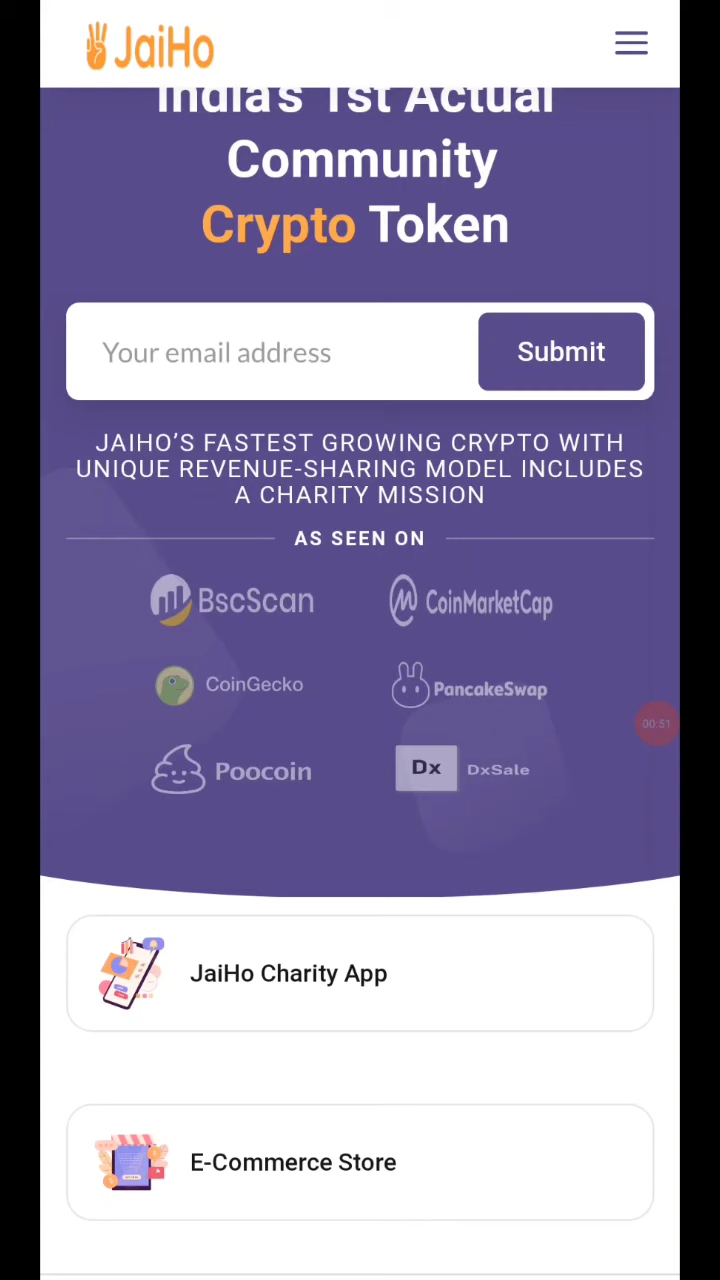 JaiHo
India's 1st Actual
Community
Crypto Token
Your email address
Submit
JAIHO’S FASTEST GROWING CRYPTO WITH
UNIQUE REVENUE-SHARING MODEL INCLUDES
A CHARITY MISSION
AS SEEN ON
BscScan
CoinMarketCap
CoinGecko
PancakeSwap
00:51
Poocoin
Dx DxSale
JaiHo Charity App
E-Commerce Store